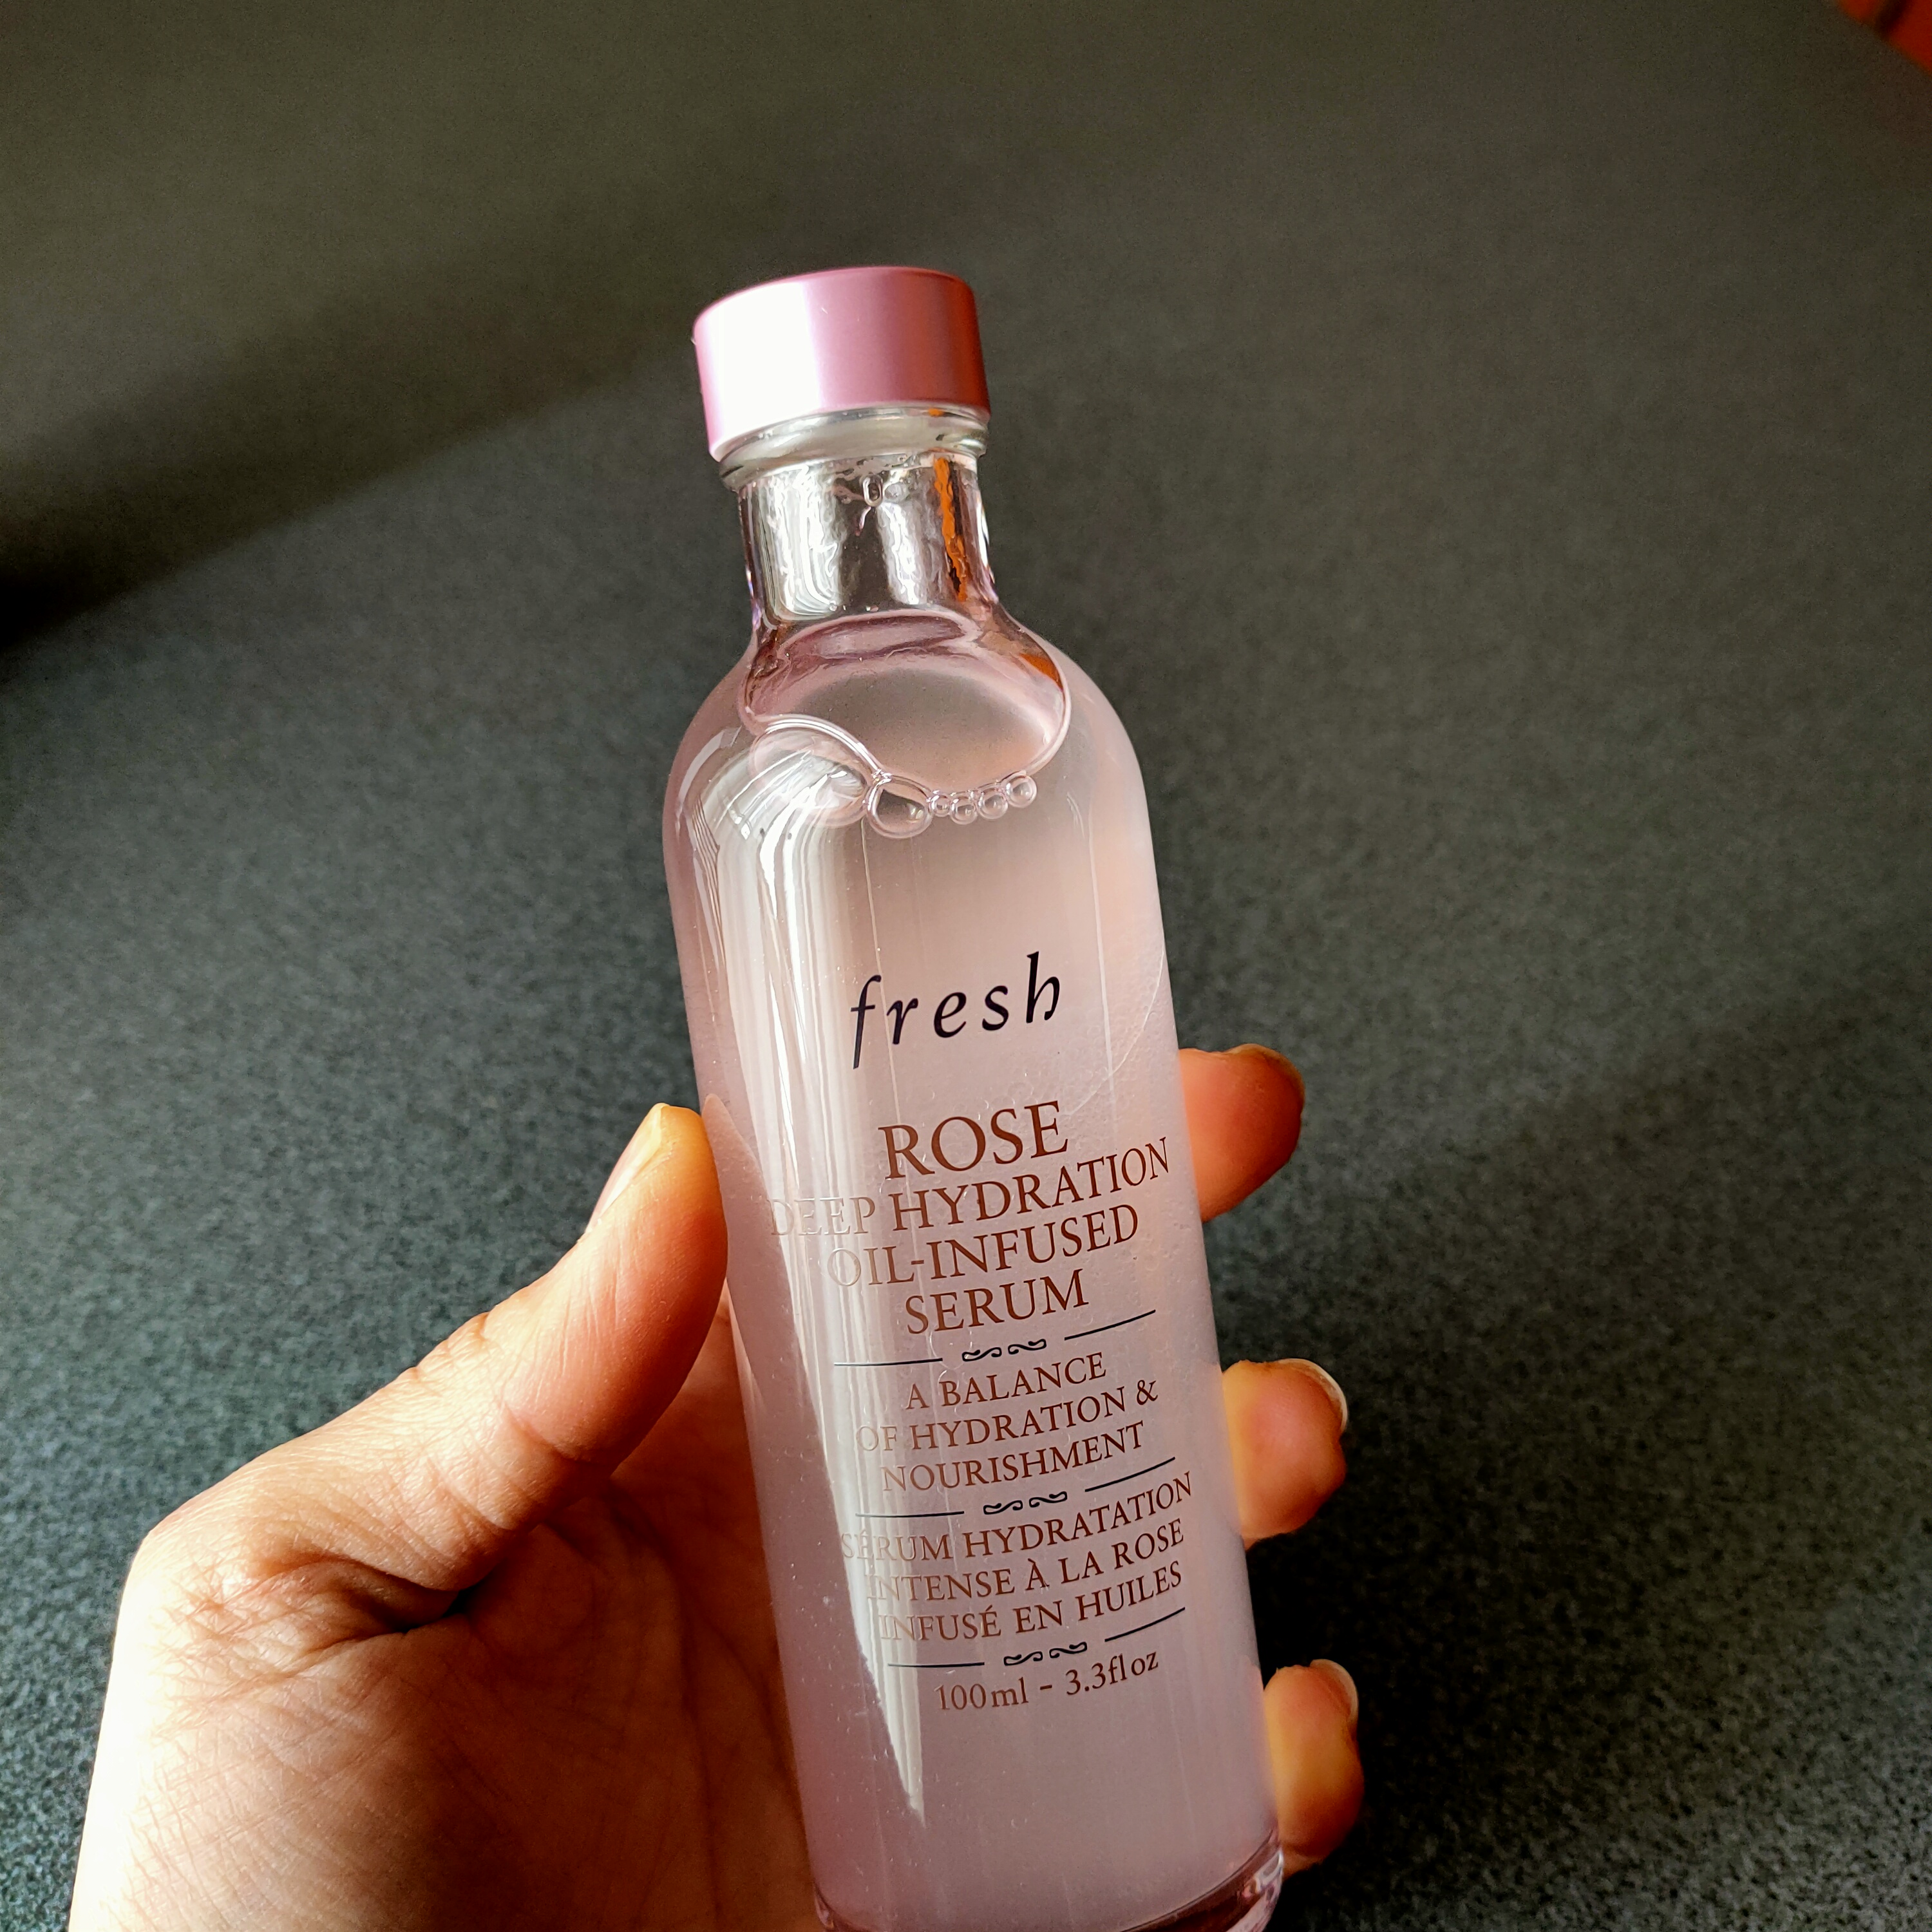 fresh
ROSE
DEEP HYDRATION
OIL-INFUSED
SERUM
A BALANCE
OF HYDRATION &
NOURISHMENT
SÉRUM HYDRATATION
INTENSE À LA ROSE
INFUSÉ EN HUILES
100ml - 3.3fl oz